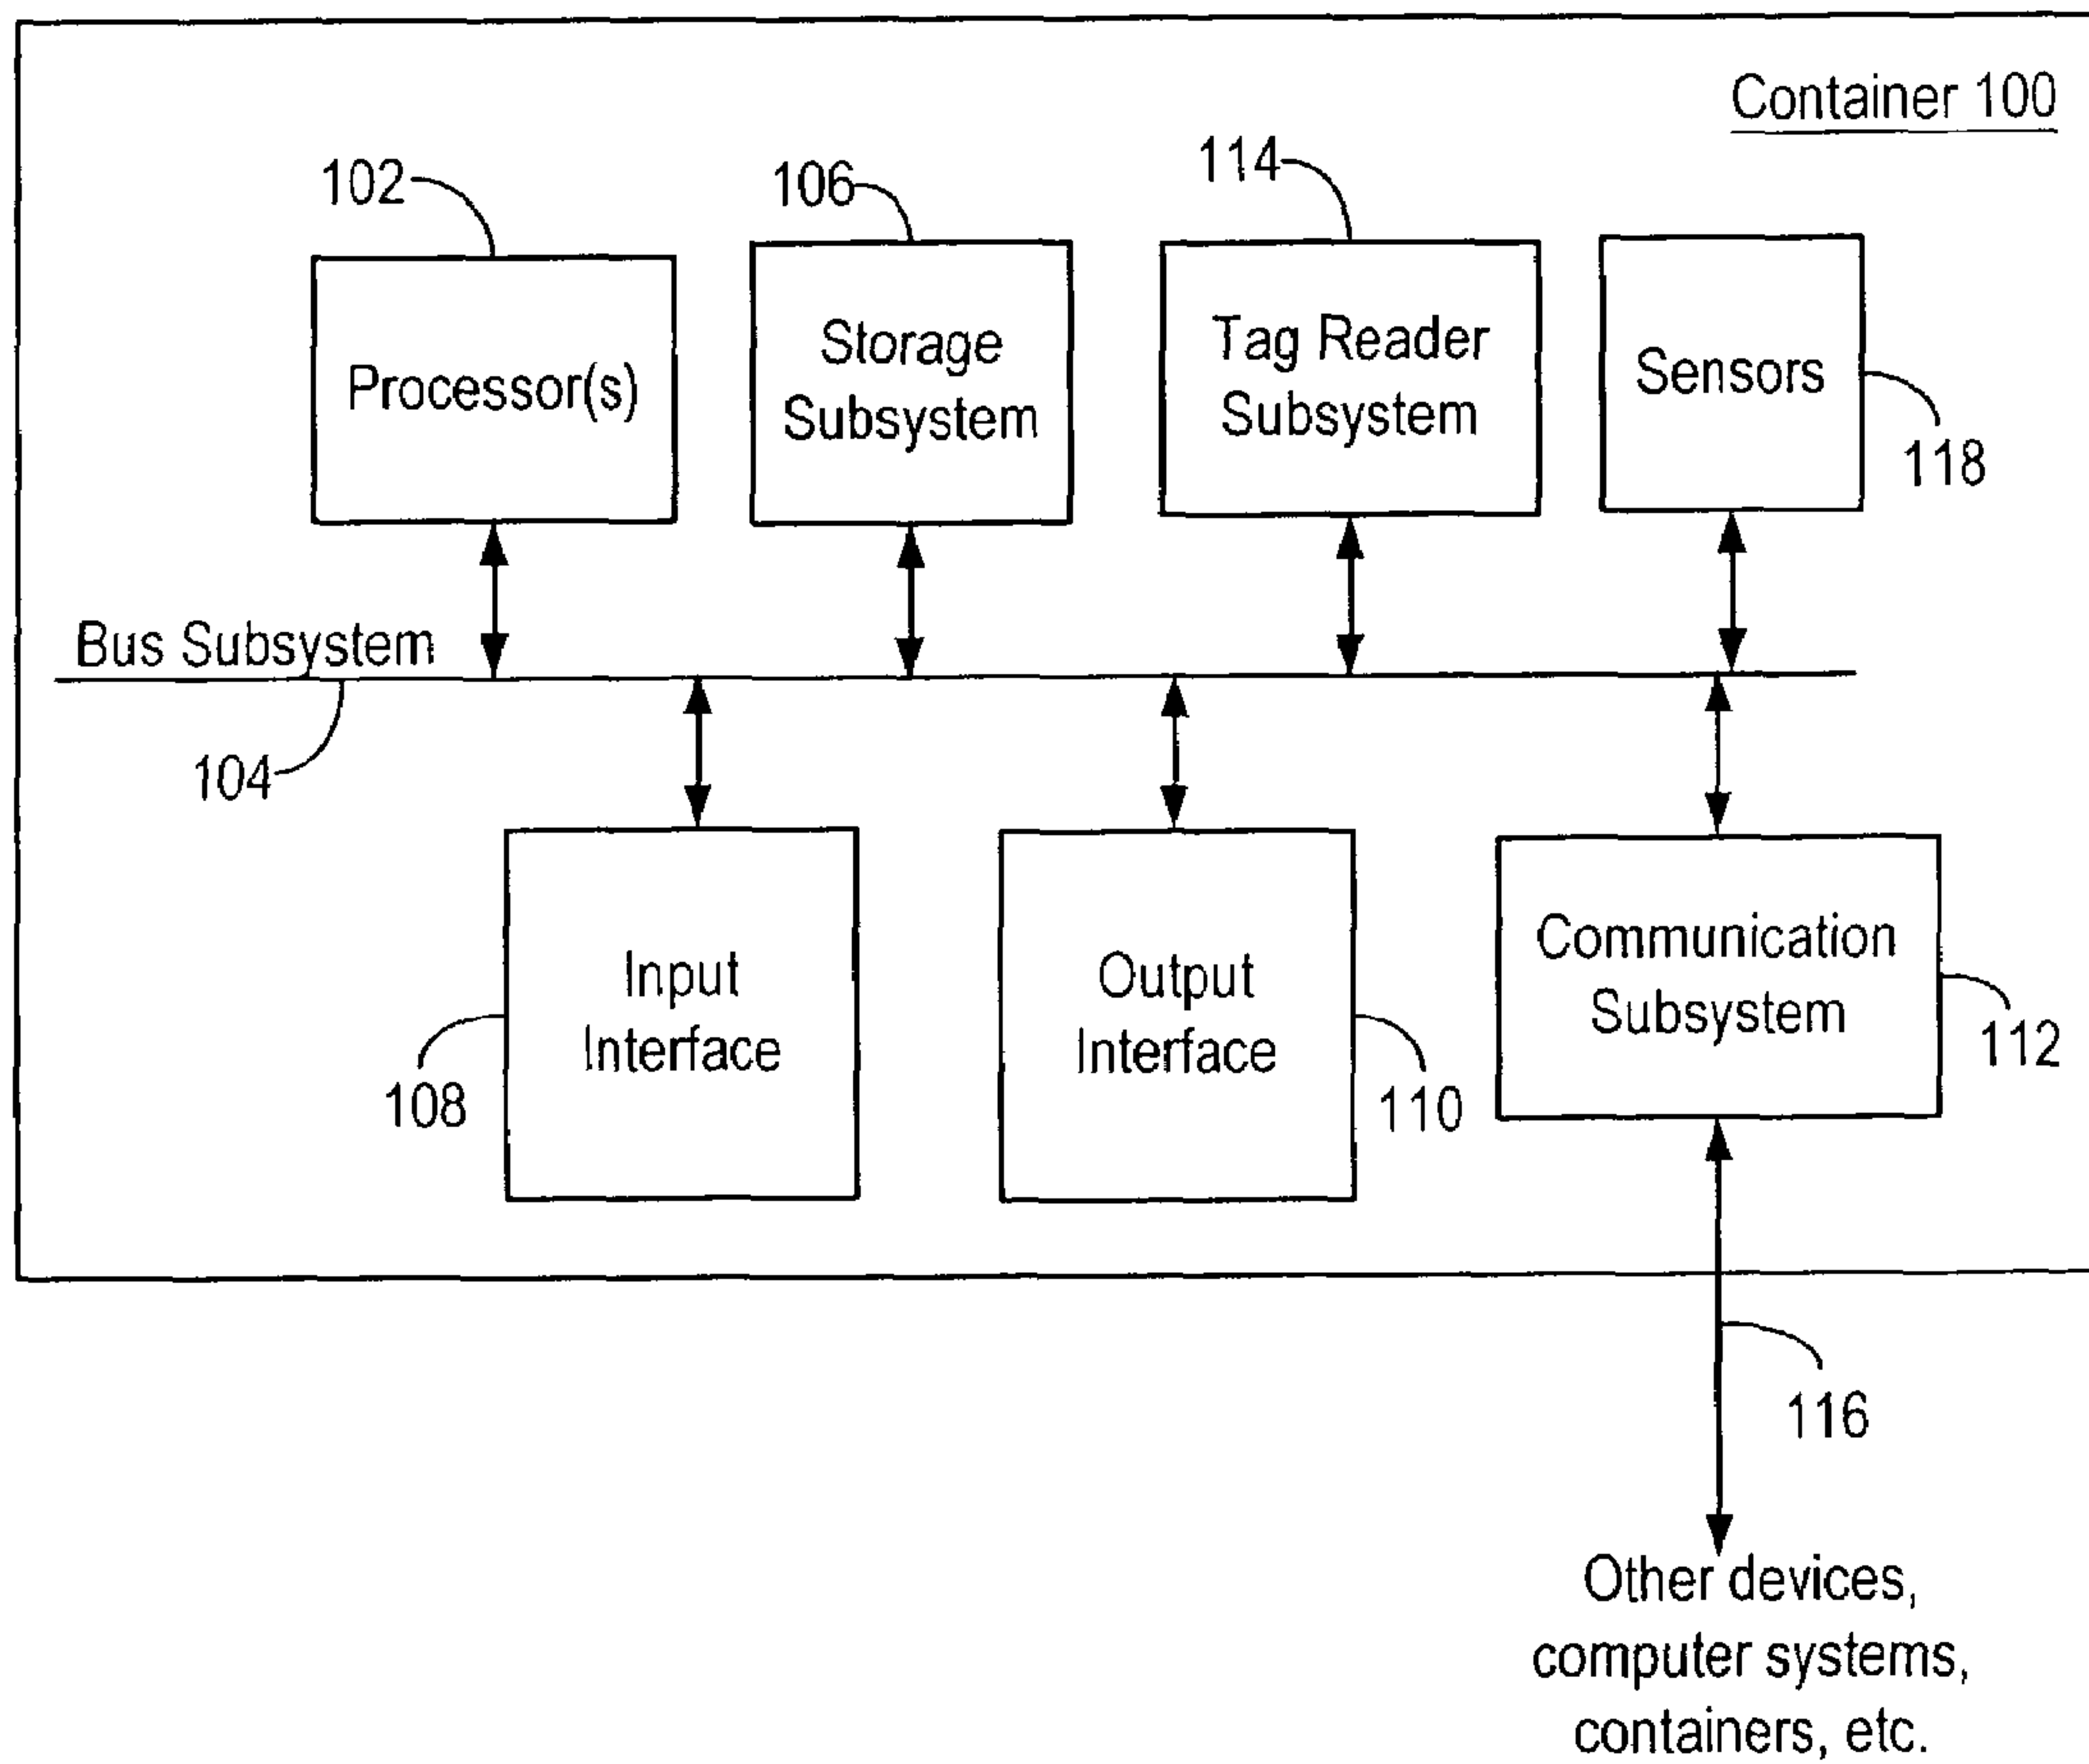 Container 100
102
106
114
Processor(s)
Storage
Subsystem
Tag Reader
Subsystem
Sensors
118
Bus Subsystem
104
Input
Interface
108
Output
Interface
110
Communication
Subsystem
112
116
Other devices,
computer systems,
containers, etc.